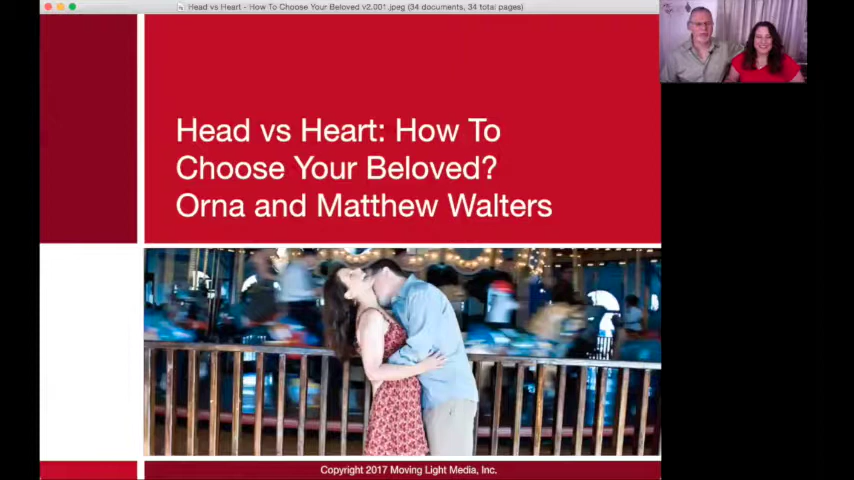 Head vs Heart - How To Choose Your Beloved v2.001.jpeg (34 documents, 34 total pages)
Head vs Heart: How To
Choose Your Beloved?
Orna and Matthew Walters
Copyright 2017 Moving Light Media, Inc.